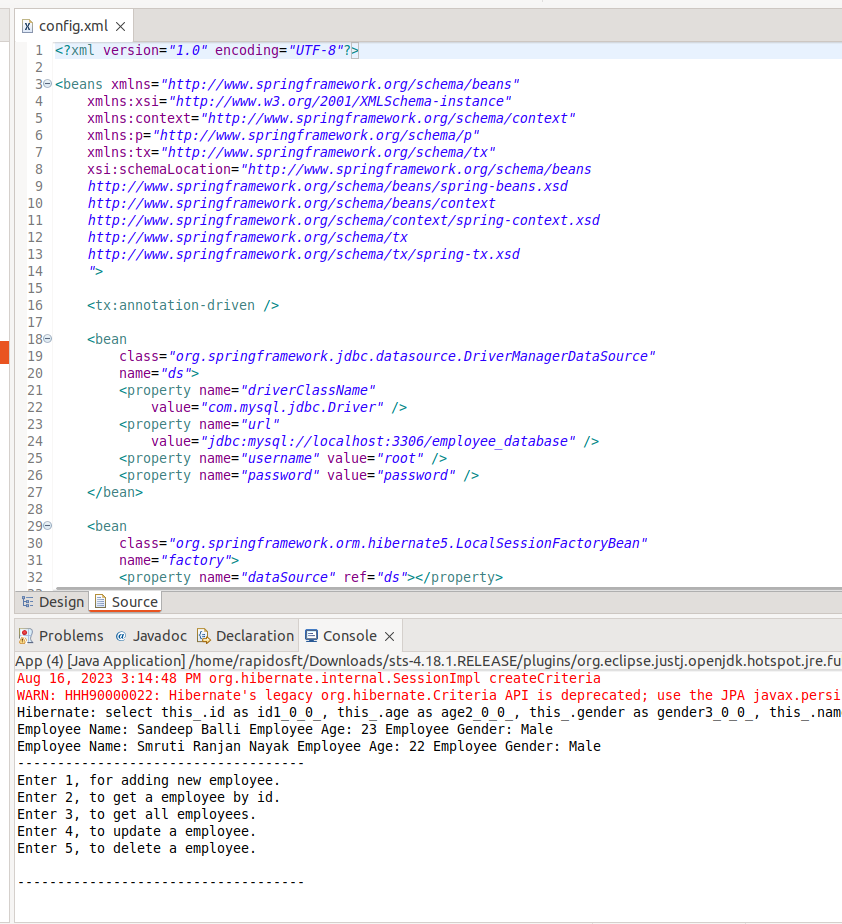 config.xml
1 <?xml version="1.0" encoding="UTF-8"?>
2
3 <beans xmlns="http://www.springframework.org/schema/beans"
4     xmlns:xsi="http://www.w3.org/2001/XMLSchema-instance"
5     xmlns:context="http://www.springframework.org/schema/context"
6     xmlns:p="http://www.springframework.org/schema/p"
7     xmlns:tx="http://www.springframework.org/schema/tx"
8     xsi:schemaLocation="http://www.springframework.org/schema/beans
9     http://www.springframework.org/schema/beans/spring-beans.xsd
10     http://www.springframework.org/schema/beans/context
11     http://www.springframework.org/schema/context/spring-context.xsd
12     http://www.springframework.org/schema/tx
13     http://www.springframework.org/schema/tx/spring-tx.xsd
14     ">
15
16     <tx:annotation-driven />
17
18     <bean
19         class="org.springframework.jdbc.datasource.DriverManagerDataSource"
20         name="ds">
21         <property name="driverClassName"
22             value="com.mysql.jdbc.Driver" />
23         <property name="url"
24             value="jdbc:mysql://localhost:3306/employee_database" />
25         <property name="username" value="root" />
26         <property name="password" value="password" />
27     </bean>
28
29     <bean
30         class="org.springframework.orm.hibernate5.LocalSessionFactoryBean"
31         name="factory">
32         <property name="dataSource" ref="ds"></property>
Design Source
Problems @ Javadoc Declaration Console
App (4) [Java Application] /home/rapidosft/Downloads/sts-4.18.1.RELEASE/plugins/org.eclipse.justj.openjdk.hotspot.jre.fu
Aug 16, 2023 3:14:48 PM org.hibernate.internal.SessionImpl createCriteria
WARN: HHH90000022: Hibernate's legacy org.hibernate.Criteria API is deprecated; use the JPA javax.persi
Hibernate: select this_.id as id1_0_0_, this_.age as age2_0_0_, this_.gender as gender3_0_0_, this_.nam
Employee Name: Sandeep Balli Employee Age: 23 Employee Gender: Male
Employee Name: Smruti Ranjan Nayak Employee Age: 22 Employee Gender: Male
------------------------------------
Enter 1, for adding new employee.
Enter 2, to get a employee by id.
Enter 3, to get all employees.
Enter 4, to update a employee.
Enter 5, to delete a employee.
------------------------------------